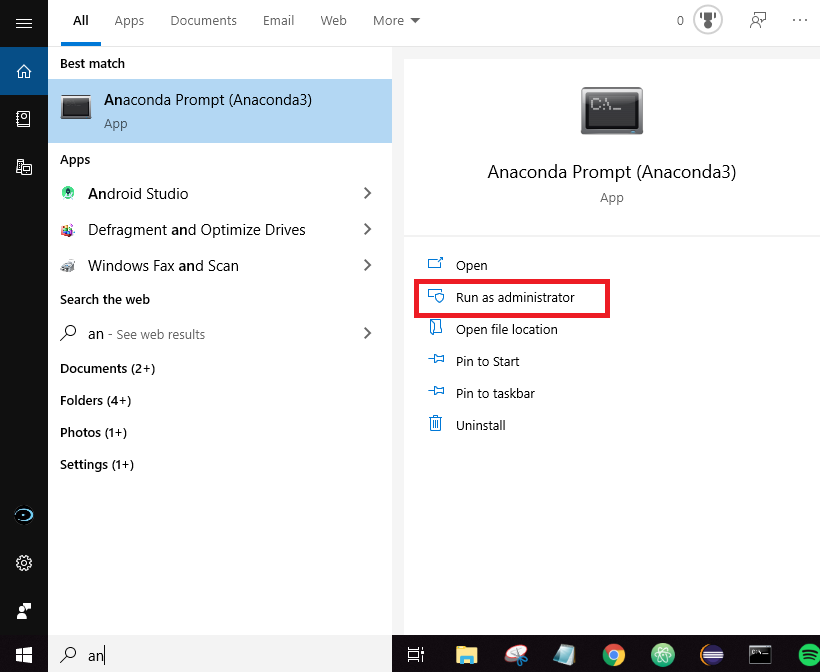 All Apps Documents Email Web More 0
Best match
Anaconda Prompt (Anaconda3)
App
Apps
Android Studio
Defragment and Optimize Drives
Windows Fax and Scan
Search the web
an - See web results
Documents (2+)
Folders (4+)
Photos (1+)
Settings (1+)
an
C:\._
Anaconda Prompt (Anaconda3)
App
Open
Run as administrator
Open file location
Pin to Start
Pin to taskbar
Uninstall